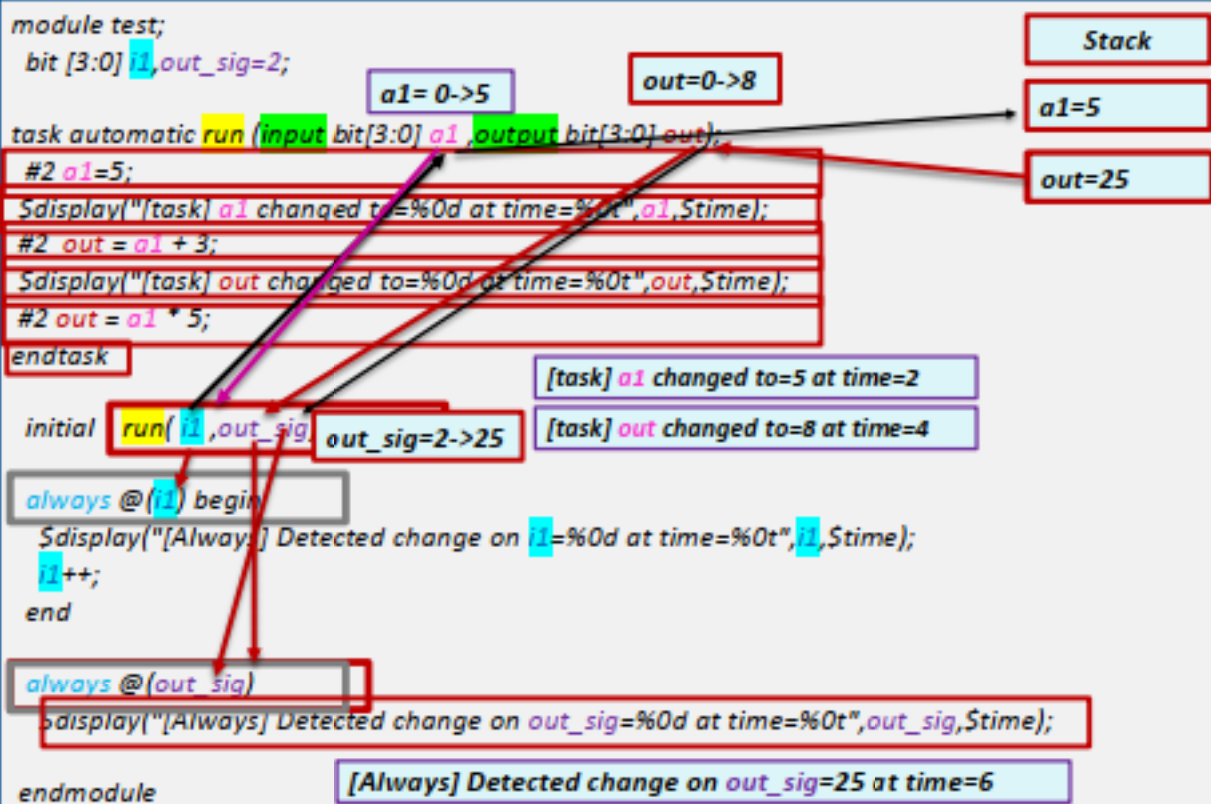 module test;
bit [3:0] i1,out_sig=2;
Stack
a1= 0->5
out=0->8
a1=5
task automatic run (input bit[3:0] a1 ,output bit[3:0] out);
#2 a1=5;
out=25
$display("[task] a1 changed to=%0d at time=%0t",a1,$time);
#2 out = a1 + 3;
$display("[task] out changed to=%0d at time=%0t",out,$time);
#2 out = a1 * 5;
endtask
[task] a1 changed to=5 at time=2
initial run( i1 ,out_sig
out_sig=2->25
[task] out changed to=8 at time=4
always @(i1) begin
$display("[Always] Detected change on i1=%0d at time=%0t",i1,$time);
i1++;
end
always @(out_sig)
$display("[Always] Detected change on out_sig=%0d at time=%0t",out_sig,$time);
[Always] Detected change on out_sig=25 at time=6
endmodule